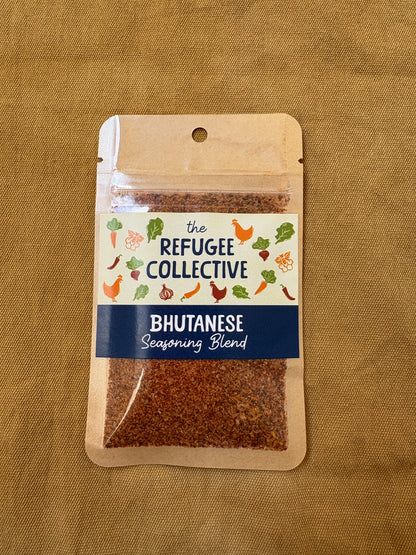 the
REFUGEE
COLLECTIVE
BHUTANESE
Seasoning Blend